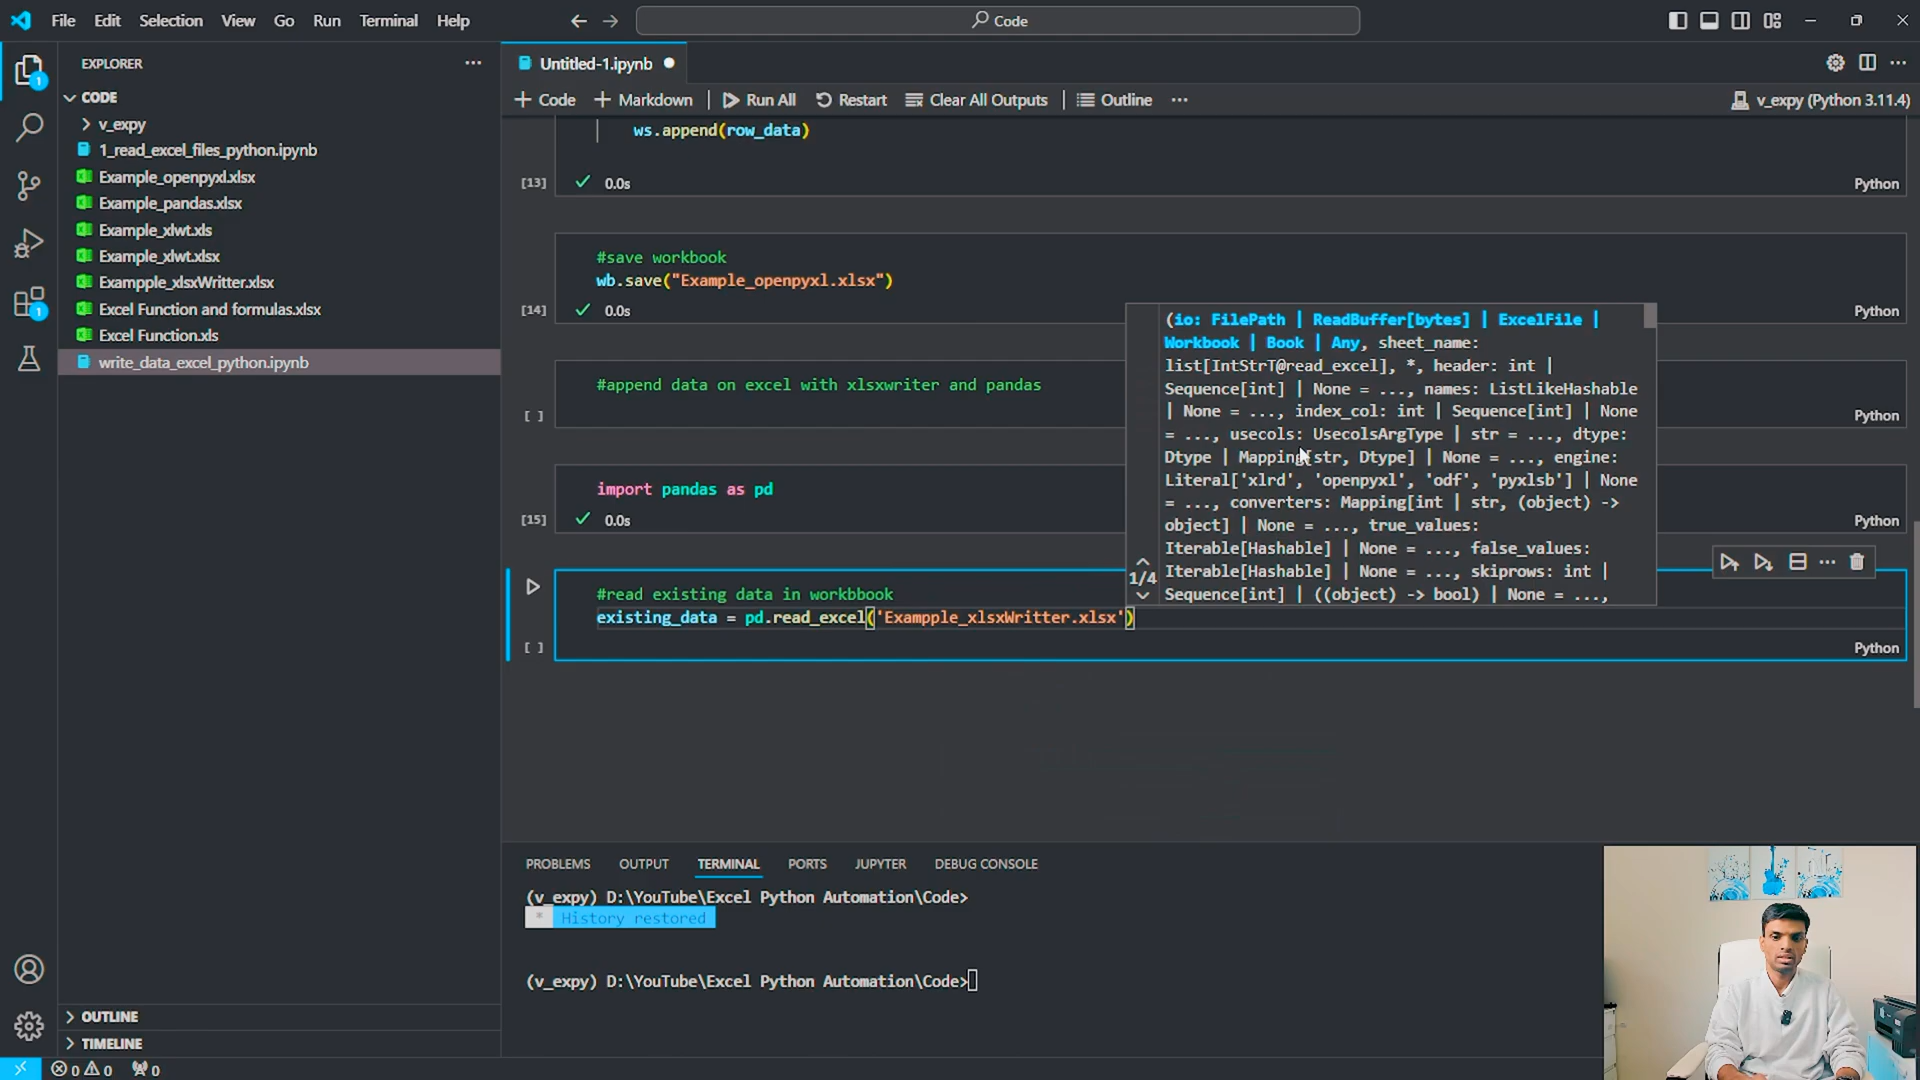 File Edit Selection View Go Run Terminal Help
Code
EXPLORER
CODE
v_expy
1_read_excel_files_python.ipynb
Example_openpyxl.xlsx
Example_pandas.xlsx
Example_xlwt.xls
Example_xlwt.xlsx
Exampple_xlsxWritter.xlsx
Excel Function and formulas.xlsx
Excel Function.xls
write_data_excel_python.ipynb
OUTLINE
TIMELINE
1
1
Untitled-1.ipynb
+ Code + Markdown Run All Restart Clear All Outputs Outline ...
v_expy (Python 3.11.4)
ws.append(row_data)
[13] 0.0s Python
#save workbook
wb.save("Example_openpyxl.xlsx")
[14] 0.0s Python
#append data on excel with xlsxwriter and pandas
[ ] Python
import pandas as pd
[15] 0.0s Python
#read existing data in workbbook
existing_data = pd.read_excel('Exampple_xlsxWritter.xlsx')
[ ] Python
(io: FilePath | ReadBuffer[bytes] | ExcelFile |
Workbook | Book | Any, sheet_name:
list[IntStrT@read_excel], *, header: int |
Sequence[int] | None = ..., names: ListLikeHashable
| None = ..., index_col: int | Sequence[int] | None
= ..., usecols: UsecolsArgType | str = ..., dtype:
Dtype | Mapping[str, Dtype] | None = ..., engine:
Literal['xlrd', 'openpyxl', 'odf', 'pyxlsb'] | None
= ..., converters: Mapping[int | str, (object) ->
object] | None = ..., true_values:
Iterable[Hashable] | None = ..., false_values:
1/4 Iterable[Hashable] | None = ..., skiprows: int |
Sequence[int] | ((object) -> bool) | None = ...,
PROBLEMS OUTPUT TERMINAL PORTS JUPYTER DEBUG CONSOLE
(v_expy) D:\YouTube\Excel Python Automation\Code>
* History restored
(v_expy) D:\YouTube\Excel Python Automation\Code>
0 0 0